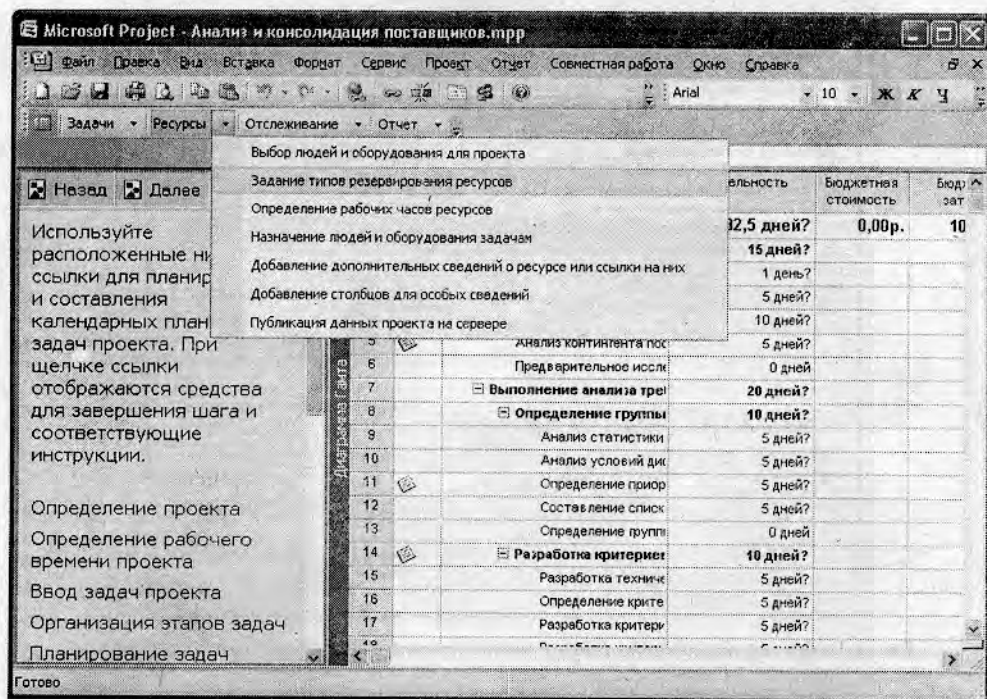 Microsoft Project - Анализ и консолидация поставщиков.mpp
Файл Правка Вид Вставка Формат Сервис Проект Отчет Совместная работа Окно Справка
Arial 10 Ж К Ч
Задачи Ресурсы Отслеживание Отчет
Выбор людей и оборудования для проекта
Задание типов резервирования ресурсов
Определение рабочих часов ресурсов
Назначение людей и оборудования задачам
Добавление дополнительных сведений о ресурсе или ссылки на них
Добавление столбцов для особых сведений
Публикация данных проекта на сервере
Назад Далее
Используйте
расположенные ни
ссылки для планир
и составления
календарных план
задач проекта. При
щелчке ссылки
отображаются средства
для завершения шага и
соответствующие
инструкции.
Определение проекта
Определение рабочего
времени проекта
Ввод задач проекта
Организация этапов задач
Планирование задач
Диаграмма Ганта
ельность Бюджетная стоимость Бюд зат
32,5 дней? 0,00р. 10
15 дней?
1 день?
5 дней?
10 дней?
5 Анализ контингента пос 5 дней?
6 Предварительное иссле 0 дней
7 Выполнение анализа тре 20 дней?
8 Определение группы 10 дней?
9 Анализ статистики 5 дней?
10 Анализ условий дис 5 дней?
11 Определение приор 5 дней?
12 Составление списк 5 дней?
13 Определение групп 0 дней
14 Разработка критерие 10 дней?
15 Разработка техниче 5 дней?
16 Определение крите 5 дней?
17 Разработка критери 5 дней?
Готово